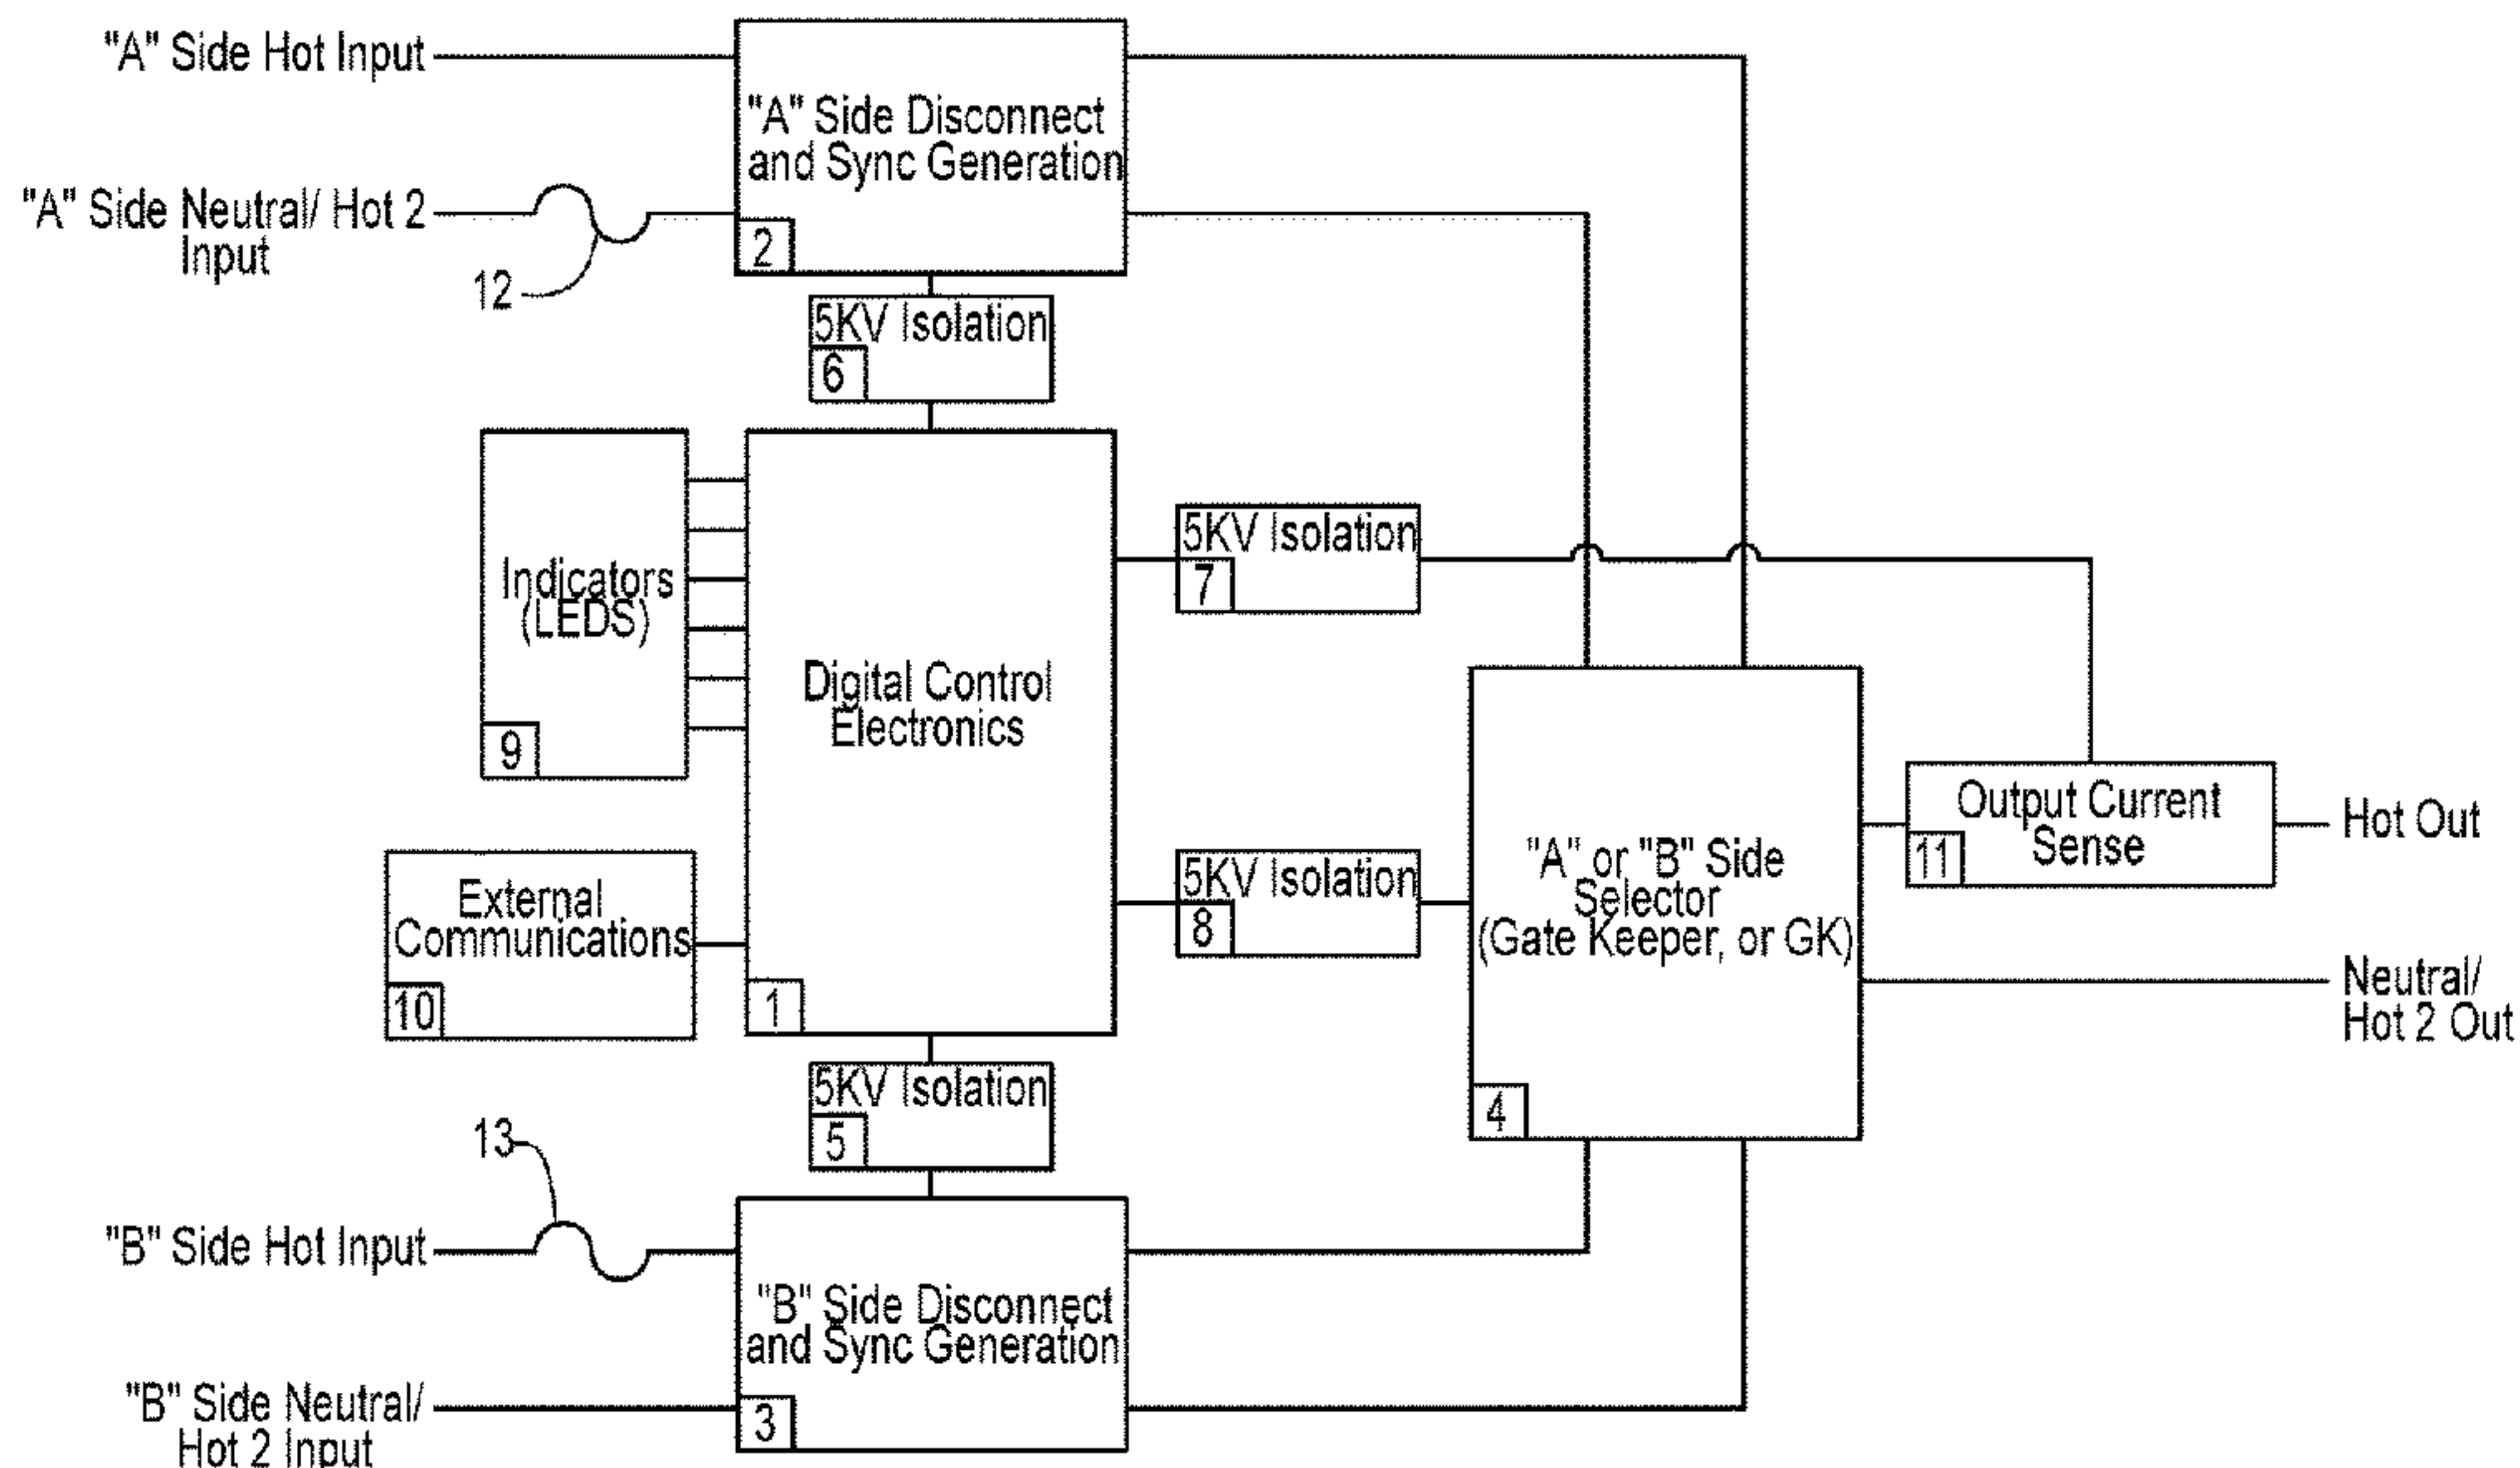 "A" Side Hot Input
"A" Side Disconnect
and Sync Generation
2
"A" Side Neutral/ Hot 2
Input
12
5KV Isolation
6
Indicators
(LEDS)
9
Digital Control
Electronics
1
5KV Isolation
7
External
Communications
10
5KV Isolation
8
"A" or "B" Side
Selector
(Gate Keeper, or GK)
4
Output Current
Sense
11
Hot Out
Neutral/
Hot 2 Out
5KV Isolation
5
13
"B" Side Hot Input
"B" Side Disconnect
and Sync Generation
3
"B" Side Neutral/
Hot 2 Input